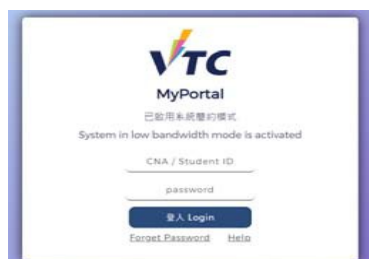 VTC
MyPortal
已啟用系統簡約模式
System in low bandwidth mode is activated
CNA / Student ID
password
登入 Login
Forget Password Help